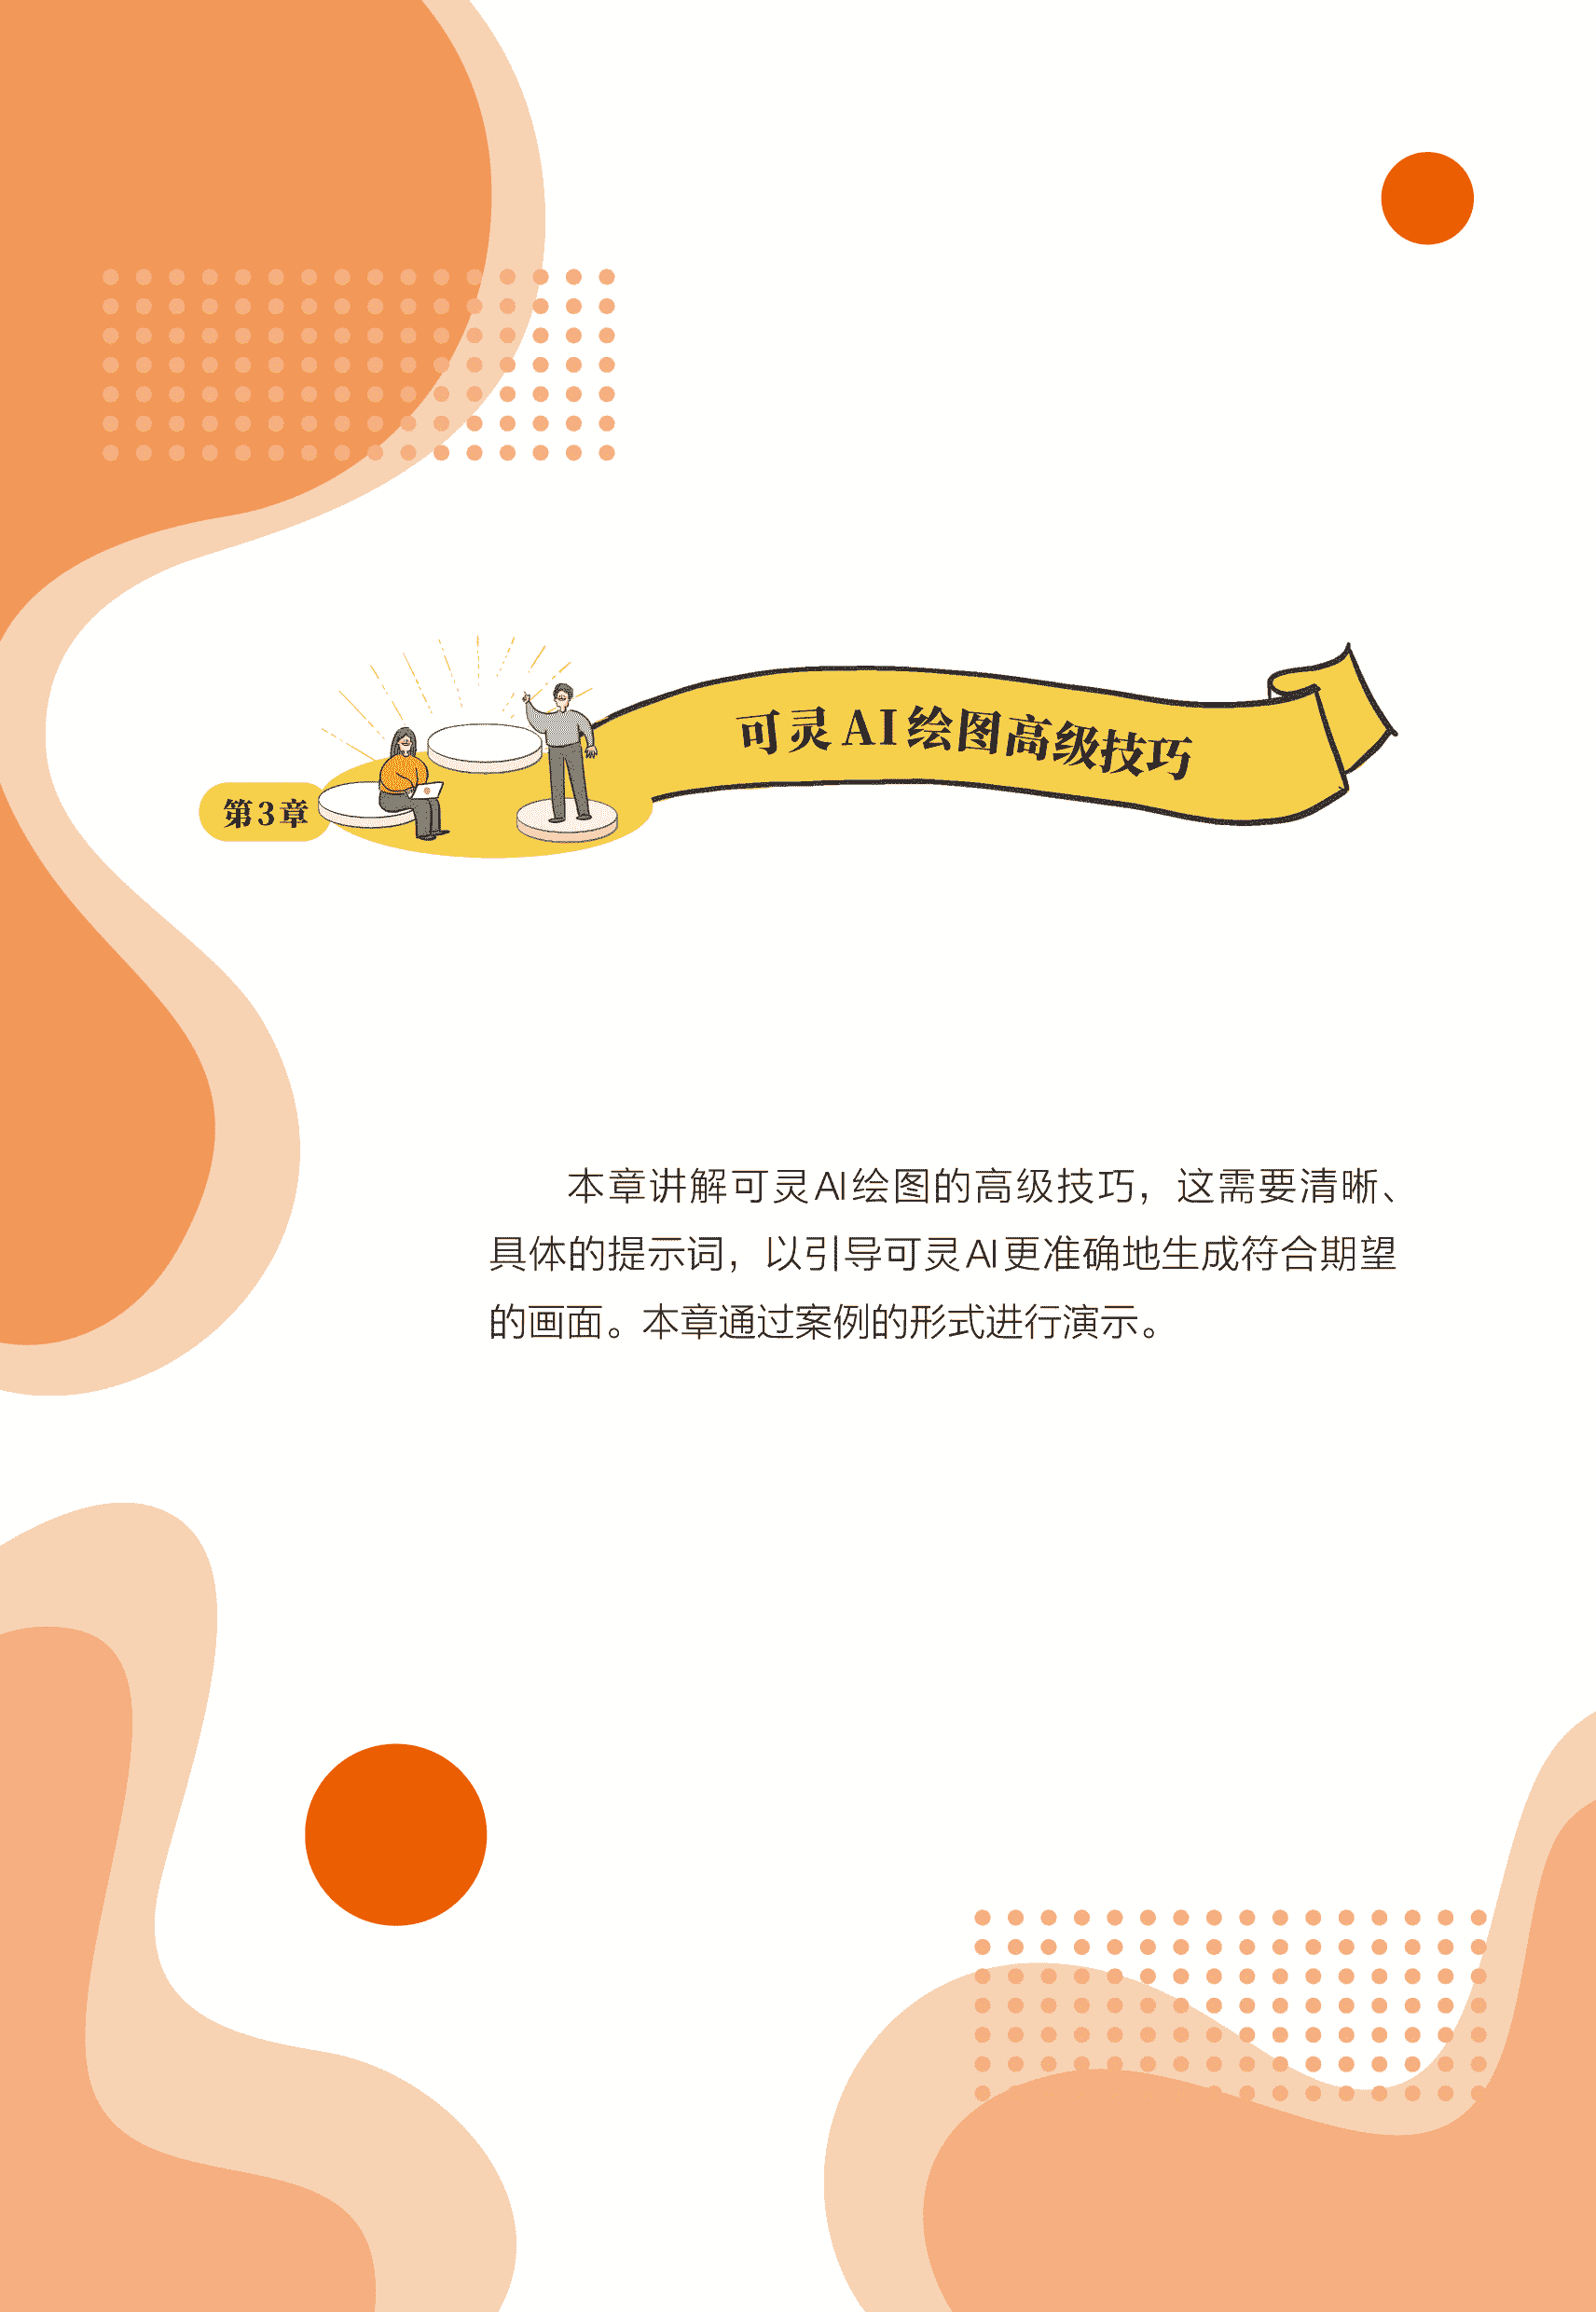 第3章
可灵AI绘图高级技巧
本章讲解可灵AI绘图的高级技巧，这需要清晰、
具体的提示词，以引导可灵AI更准确地生成符合期望
的画面。本章通过案例的形式进行演示。